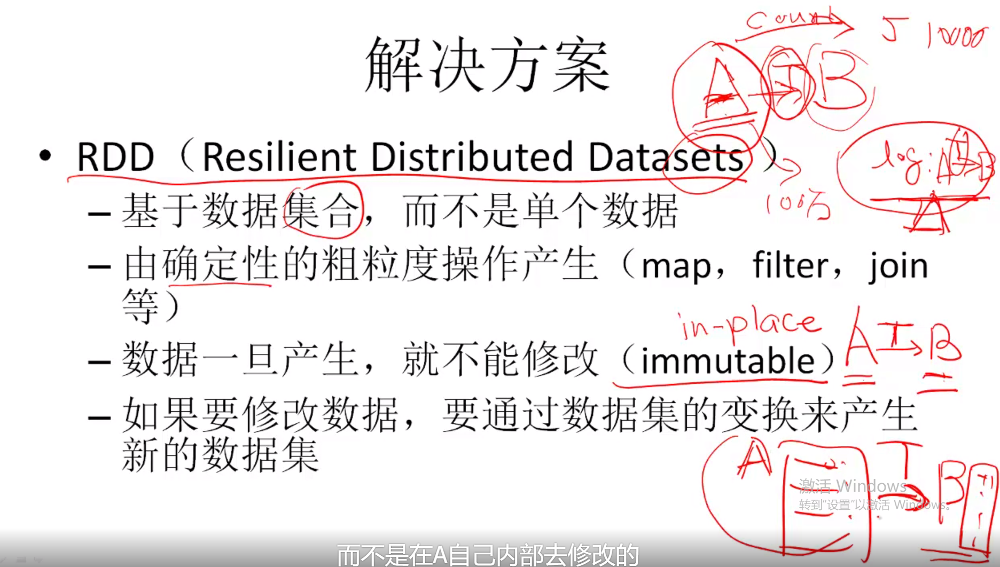 count 5 10000
解决方案
A T B
• RDD（Resilient Distributed Datasets）
log: A T B
A
100万
– 基于数据集合，而不是单个数据
– 由确定性的粗粒度操作产生（map，filter，join
等）
in-place
A T B
– 数据一旦产生，就不能修改（immutable）
– 如果要修改数据，要通过数据集的变换来产生
新的数据集
A T B
激活 Windows
转到“设置”以激活 Windows。
而不是在A自己内部去修改的